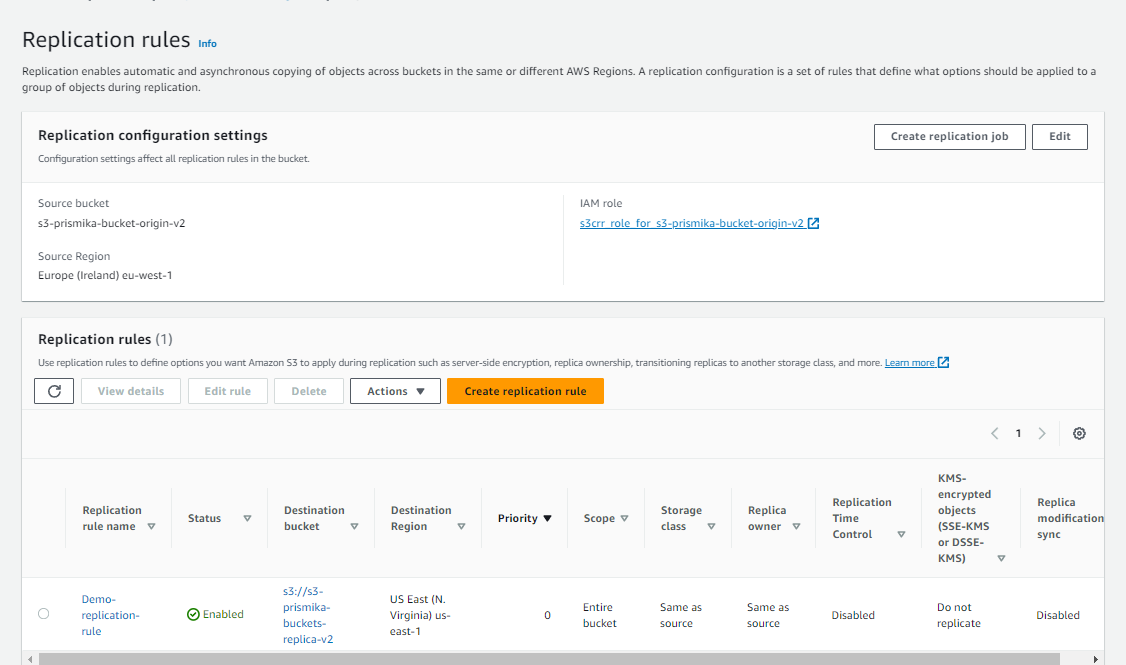 Replication rules Info
Replication enables automatic and asynchronous copying of objects across buckets in the same or different AWS Regions. A replication configuration is a set of rules that define what options should be applied to a
group of objects during replication.
Replication configuration settings
Create replication job
Edit
Configuration settings affect all replication rules in the bucket.
Source bucket
s3-prismika-bucket-origin-v2
Source Region
Europe (Ireland) eu-west-1
IAM role
s3crr_role_for_s3-prismika-bucket-origin-v2
Replication rules (1)
Use replication rules to define options you want Amazon S3 to apply during replication such as server-side encryption, replica ownership, transitioning replicas to another storage class, and more. Learn more
View details
Edit rule
Delete
Actions
Create replication rule
1
Replication
rule name
Status
Destination
bucket
Destination
Region
Priority
Scope
Storage
class
Replica
owner
Replication
Time
Control
KMS-
encrypted
objects
(SSE-KMS
or DSSE-
KMS)
Replica
modification
sync
Demo-
replication-
rule
Enabled
s3://s3-
prismika-
buckets-
replica-v2
US East (N.
Virginia) us-
east-1
0
Entire
bucket
Same as
source
Same as
source
Disabled
Do not
replicate
Disabled